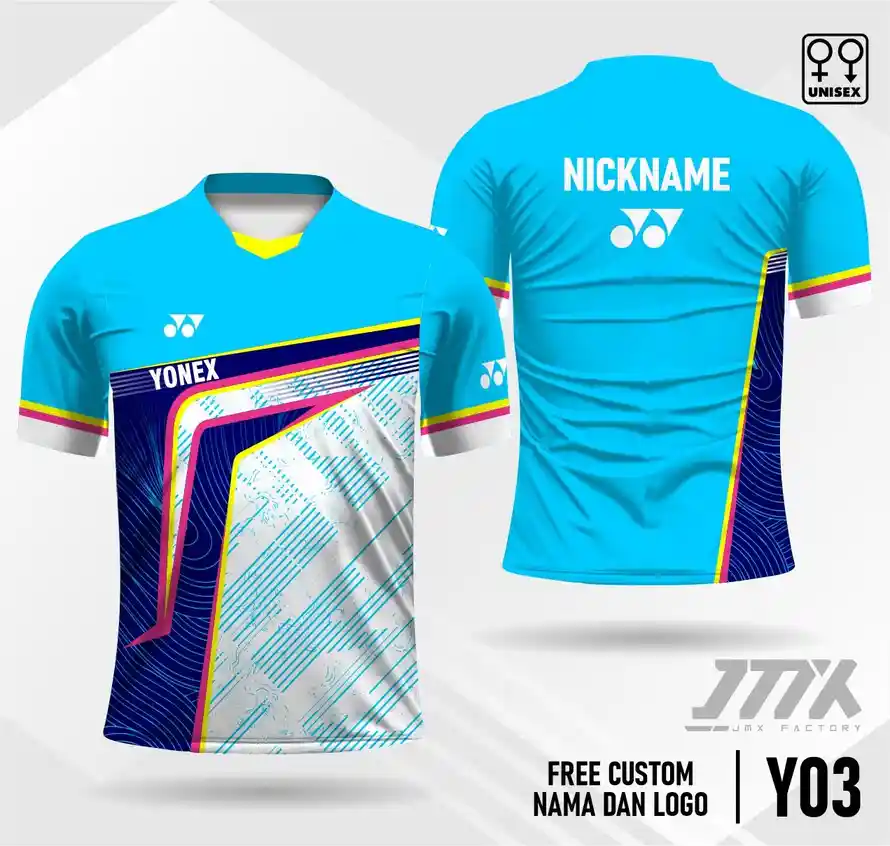 UNISEX
NICKNAME
YONEX
JMX
JMX FACTORY
FREE CUSTOM
NAMA DAN LOGO
Y03